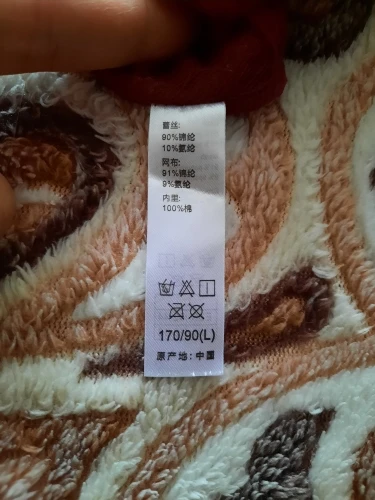 蕾丝:
90%锦纶
10%氨纶
网布:
91%锦纶
9%氨纶
内里:
100%棉
170/90(L)
原产地: 中国